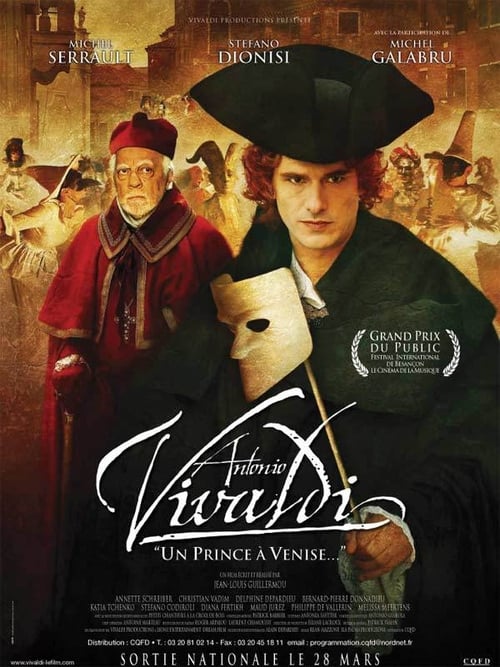 VIVALDI PRODUCTIONS PRÉSENTE
MICHEL SERRAULT
STEFANO DIONISI
AVEC LA PARTICIPATION DE
MICHEL GALABRU
GRAND PRIX
DU PUBLIC
FESTIVAL INTERNATIONAL
DE BESANÇON
LE CINÉMA DE LA MUSIQUE
Antonio
Vivaldi
"UN PRINCE À VENISE..."
UN FILM ÉCRIT ET RÉALISÉ PAR
JEAN-LOUIS GUILLERMOU
ANNETTE SCHREIBER CHRISTIAN VADIM DELPHINE DEPARDIEU BERNARD-PIERRE DONNADIEU
KATIA TCHENKO STEFANO CODIROLI DIANA FERTIKH MAUD JUREZ PHILIPPE DE VALLERIN MELISSA MERTENS
Distribution : CQFD • T. : 03 20 81 02 14 - Fax : 03 20 45 18 11 email : programmation.cqfd@nordnet.fr
www.vivaldi-lefilm.com
SORTIE NATIONALE LE 28 MARS
CQFD